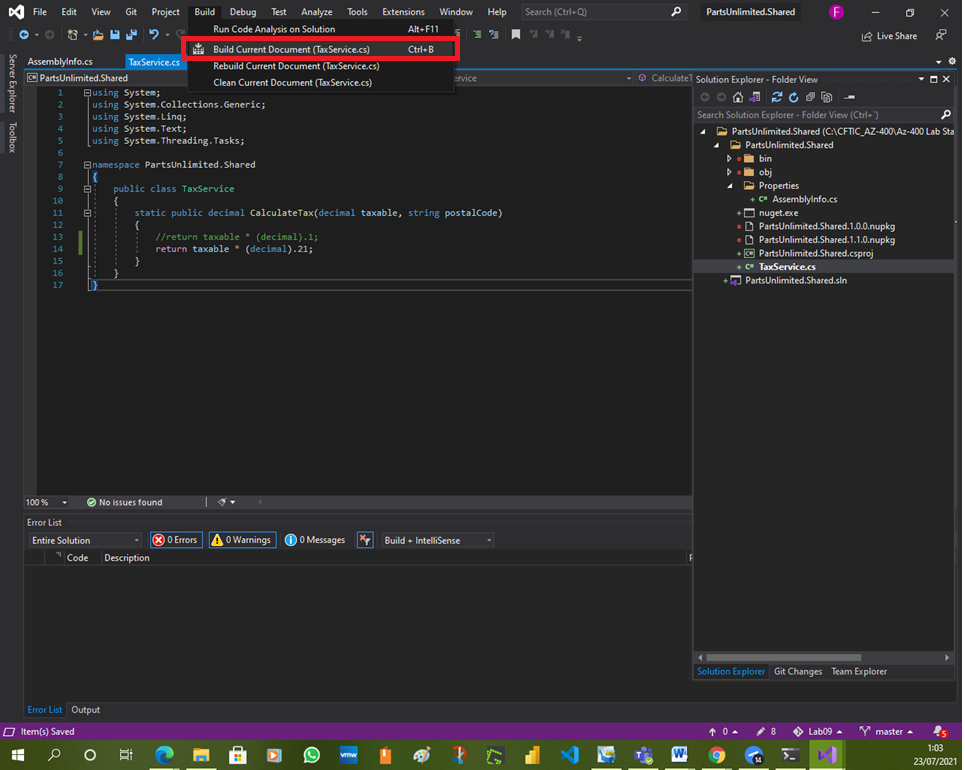 File Edit View Git Project Build Debug Test Analyze Tools Extensions Window Help Search (Ctrl+Q) PartsUnlimited.Shared F
Live Share
Run Code Analysis on Solution Alt+F11
Build Current Document (TaxService.cs) Ctrl+B
Rebuild Current Document (TaxService.cs)
Clean Current Document (TaxService.cs)
Server Explorer
Toolbox
AssemblyInfo.cs TaxService.cs
PartsUnlimited.Shared
CalculateT
1 using System;
2 using System.Collections.Generic;
3 using System.Linq;
4 using System.Text;
5 using System.Threading.Tasks;
6
7 namespace PartsUnlimited.Shared
8 {
9 public class TaxService
10 {
11 static public decimal CalculateTax(decimal taxable, string postalCode)
12 {
13 //return taxable * (decimal).1;
14 return taxable * (decimal).21;
15 }
16 }
17 }
100 % No issues found
Error List
Entire Solution 0 Errors 0 Warnings 0 Messages Build + IntelliSense
Code Description
Error List Output
Solution Explorer - Folder View
Search Solution Explorer - Folder View (Ctrl+´)
PartsUnlimited.Shared (C:\CFTIC_AZ-400\Az-400 Lab Sta
PartsUnlimited.Shared
bin
obj
Properties
AssemblyInfo.cs
nuget.exe
PartsUnlimited.Shared.1.0.0.nupkg
PartsUnlimited.Shared.1.1.0.nupkg
PartsUnlimited.Shared.csproj
TaxService.cs
PartsUnlimited.Shared.sln
Solution Explorer Git Changes Team Explorer
Item(s) Saved 0 8 Lab09 master 5
vmw 14 1:03
23/07/2021